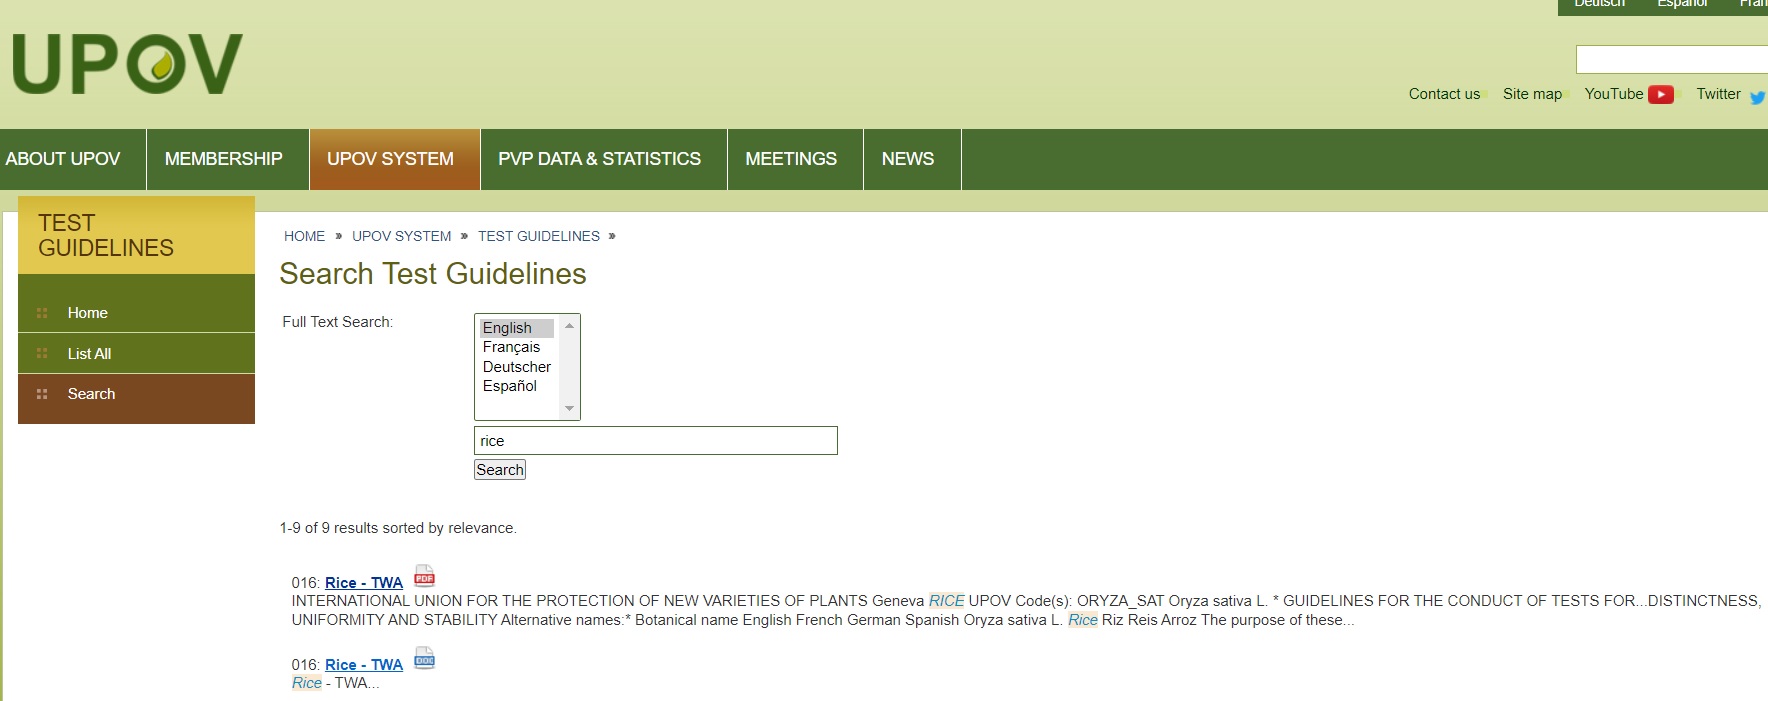 Deutsch Español
UPOV
Contact us Site map YouTube Twitter
ABOUT UPOV MEMBERSHIP UPOV SYSTEM PVP DATA & STATISTICS MEETINGS NEWS
TEST
GUIDELINES
Home
List All
Search
HOME » UPOV SYSTEM » TEST GUIDELINES »
Search Test Guidelines
Full Text Search:
English
Français
Deutscher
Español
rice
Search
1-9 of 9 results sorted by relevance.
016: Rice - TWA PDF
INTERNATIONAL UNION FOR THE PROTECTION OF NEW VARIETIES OF PLANTS Geneva RICE UPOV Code(s): ORYZA_SAT Oryza sativa L. * GUIDELINES FOR THE CONDUCT OF TESTS FOR...DISTINCTNESS,
UNIFORMITY AND STABILITY Alternative names:* Botanical name English French German Spanish Oryza sativa L. Rice Riz Reis Arroz The purpose of these...
016: Rice - TWA DOC
Rice - TWA...